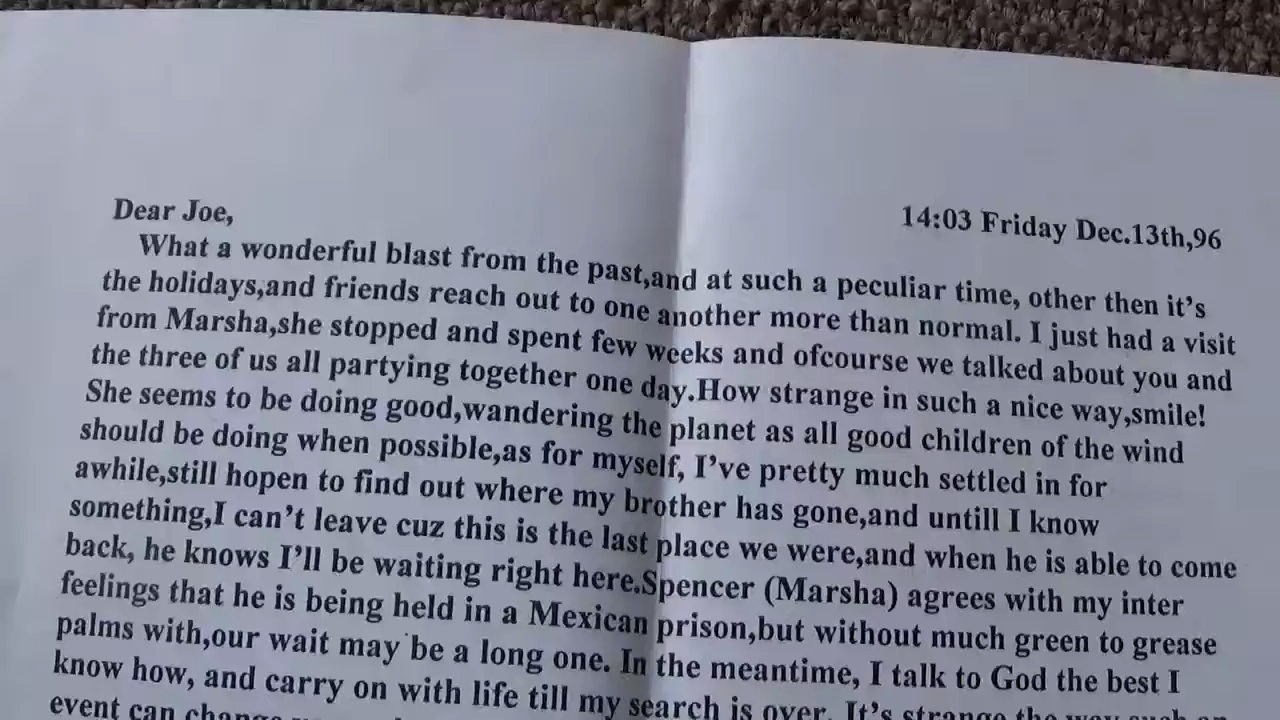 Dear Joe,
14:03 Friday Dec.13th,96
What a wonderful blast from the past,and at such a peculiar time, other then it's
the holidays,and friends reach out to one another more than normal. I just had a visit
from Marsha,she stopped and spent few weeks and ofcourse we talked about you and
the three of us all partying together one day.How strange in such a nice way,smile!
She seems to be doing good,wandering the planet as all good children of the wind
should be doing when possible,as for myself, I've pretty much settled in for
awhile,still hopen to find out where my brother has gone,and untill I know
something,I can't leave cuz this is the last place we were,and when he is able to come
back, he knows I'll be waiting right here.Spencer (Marsha) agrees with my inter
feelings that he is being held in a Mexican prison,but without much green to grease
palms with,our wait may be a long one. In the meantime, I talk to God the best I
know how, and carry on with life till my search is over. It's strange the way such an
event can change